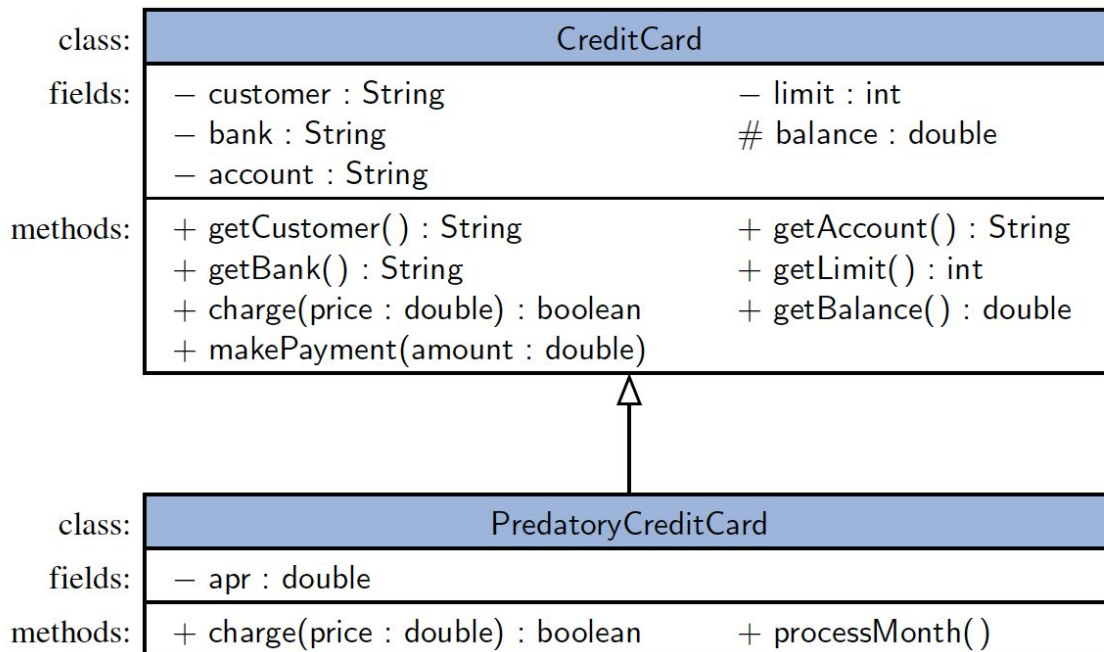 class: CreditCard
fields: − customer : String − limit : int
− bank : String # balance : double
− account : String
methods: + getCustomer( ) : String + getAccount( ) : String
+ getBank( ) : String + getLimit( ) : int
+ charge(price : double) : boolean + getBalance( ) : double
+ makePayment(amount : double)
class: PredatoryCreditCard
fields: − apr : double
methods: + charge(price : double) : boolean + processMonth( )